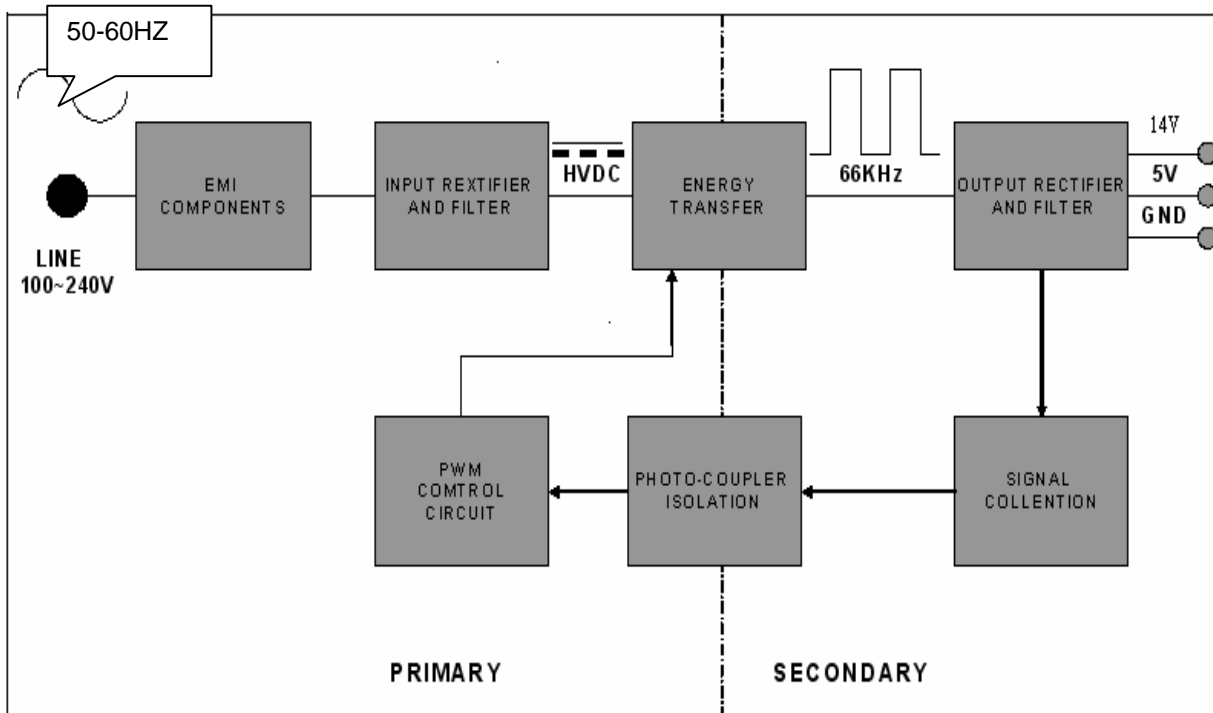 50-60HZ
EMI
COMPONENTS
INPUT REXTIFIER
AND FILTER
HVDC
ENERGY
TRANSFER
66KHz
OUTPUT RECTIFIER
AND FILTER
14V
5V
GND
LINE
100~240V
PWM
COMTROL
CIRCUIT
PHOTO-COUPLER
ISOLATION
SIGNAL
COLLENTION
PRIMARY
SECONDARY